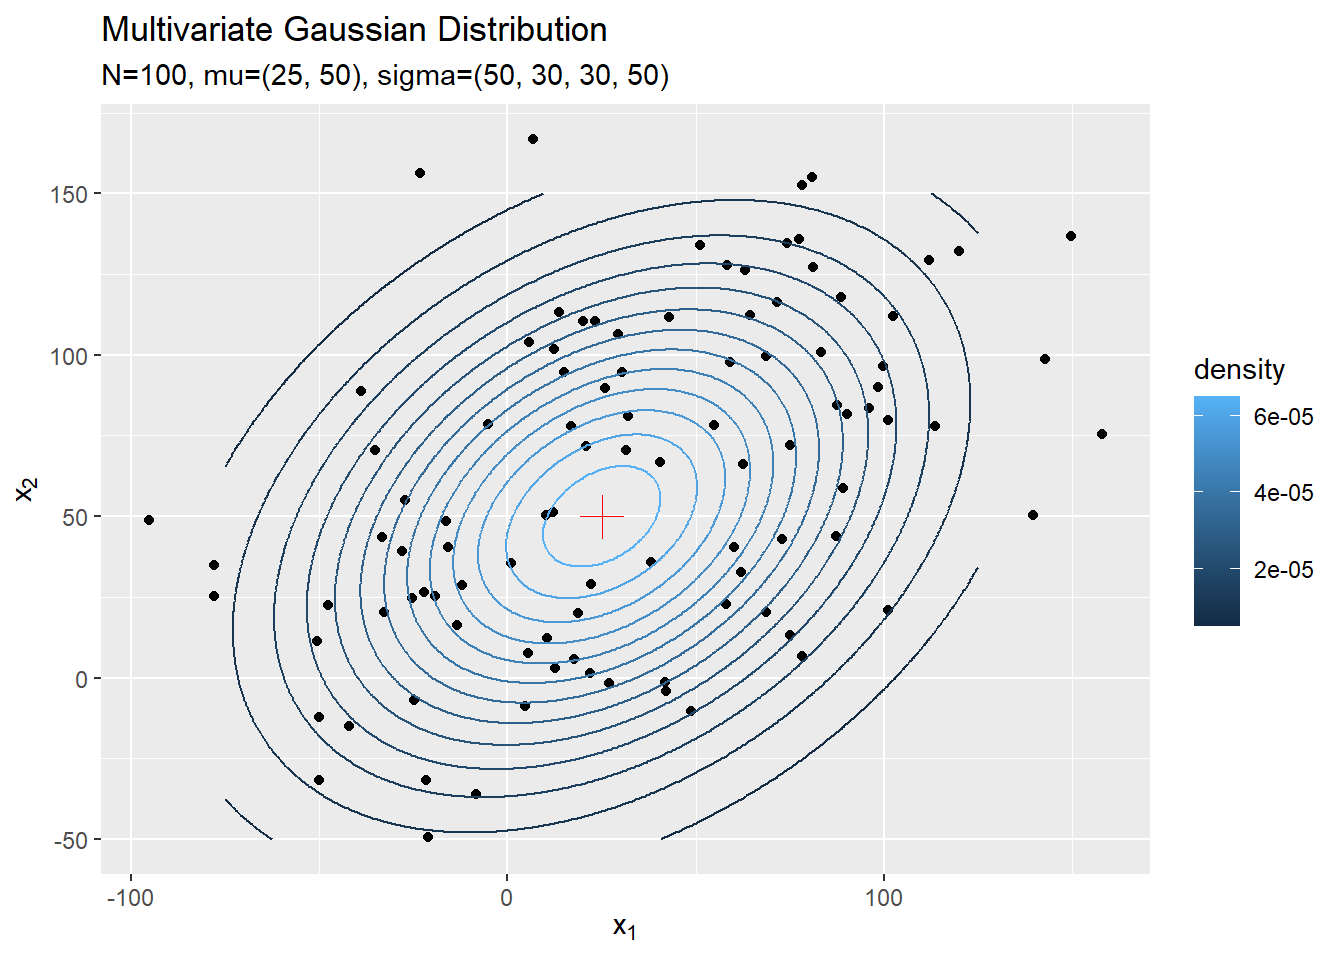 Multivariate Gaussian Distribution
N=100, mu=(25, 50), sigma=(50, 30, 30, 50)
150
100
50
0
-50
x2
-100
0
100
x1
density
6e-05
4e-05
2e-05